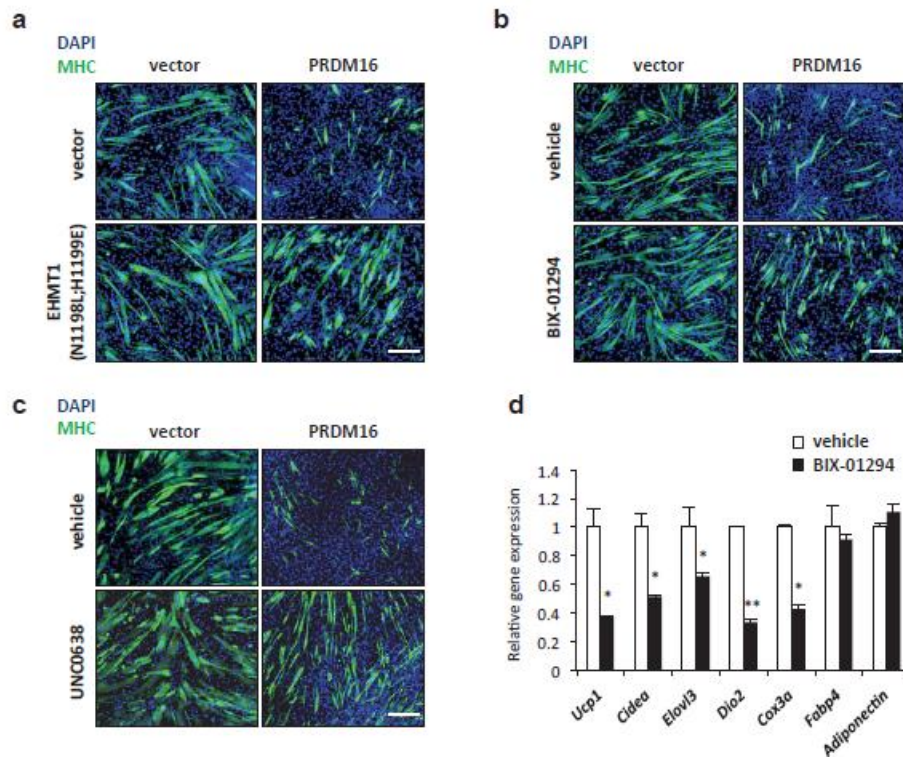 a
DAPI
MHC
vector
PRDM16
vector
EHMT1
(N1198L;H1199E)
b
DAPI
MHC
vector
PRDM16
vehicle
BIX-01294
c
DAPI
MHC
vector
PRDM16
vehicle
UNC0638
d
vehicle
BIX-01294
Relative gene expression
1.4
1.2
1
0.8
0.6
0.4
0.2
0
*
*
*
**
*
Ucp1
Cidea
Elovl3
Dio2
Cox3a
Fabp4
Adiponectin